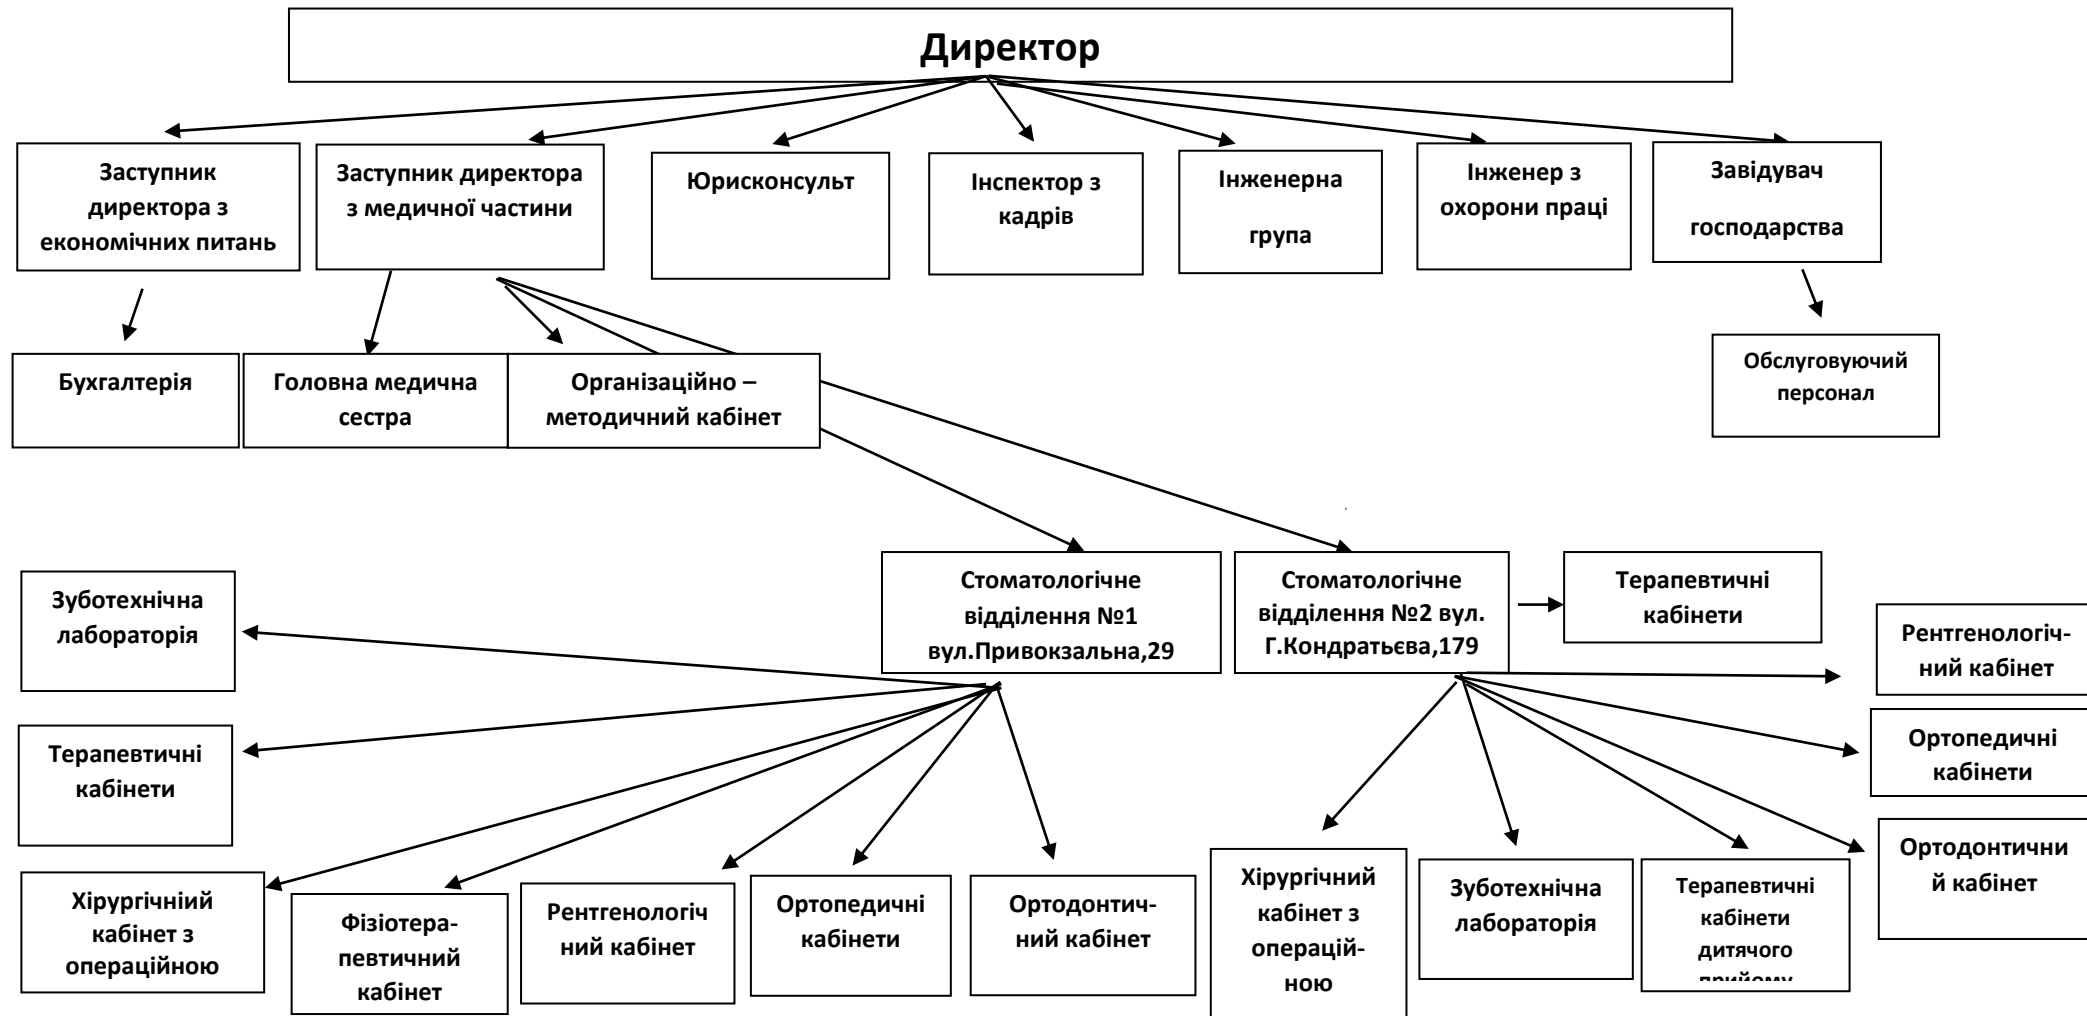 Директор
Заступник
директора з
економічних питань
Заступник директора
з медичної частини
Юрисконсульт
Інспектор з
кадрів
Інженерна
група
Інженер з
охорони праці
Завідувач
господарства
Бухгалтерія
Головна медична
сестра
Організаційно –
методичний кабінет
Обслуговуючий
персонал
Стоматологічне
відділення №1
вул.Привокзальна,29
Стоматологічне
відділення №2 вул.
Г.Кондратьєва,179
Терапевтичні
кабінети
Зуботехнічна
лабораторія
Рентгенологіч-
ний кабінет
Терапевтичні
кабінети
Ортопедичні
кабінети
Хірургічніий
кабінет з
операційною
Фізіотера-
певтичний
кабінет
Рентгенологіч
ний кабінет
Ортопедичні
кабінети
Ортодонтич-
ний кабінет
Хірургічний
кабінет з
операцій-
ною
Зуботехнічна
лабораторія
Терапевтичні
кабінети
дитячого
прийому
Ортодонтични
й кабінет